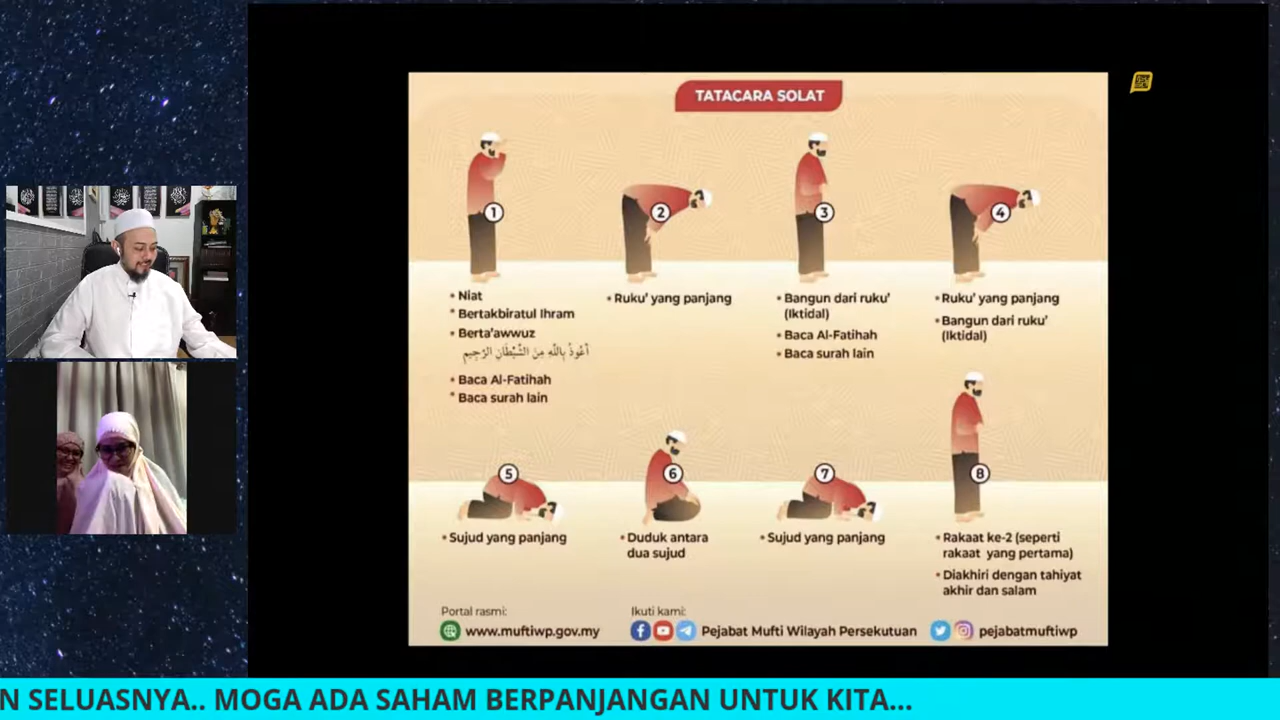 TATACARA SOLAT
1
2
3
4
• Niat
• Bertakbiratul Ihram
• Berta'awwuz
أَعُوذُ بِاللَّهِ مِنَ الشَّيْطَانِ الرَّجِيمِ
• Baca Al-Fatihah
• Baca surah lain
• Ruku' yang panjang
• Bangun dari ruku'
(Iktidal)
• Baca Al-Fatihah
• Baca surah lain
• Ruku' yang panjang
• Bangun dari ruku'
(Iktidal)
5
6
7
8
• Sujud yang panjang
• Duduk antara
dua sujud
• Sujud yang panjang
• Rakaat ke-2 (seperti
rakaat yang pertama)
• Diakhiri dengan tahiyat
akhir dan salam
Portal rasmi:
www.muftiwp.gov.my
Ikuti kami:
Pejabat Mufti Wilayah Persekutuan
pejabatmuftiwp
N SELUASNYA.. MOGA ADA SAHAM BERPANJANGAN UNTUK KITA...